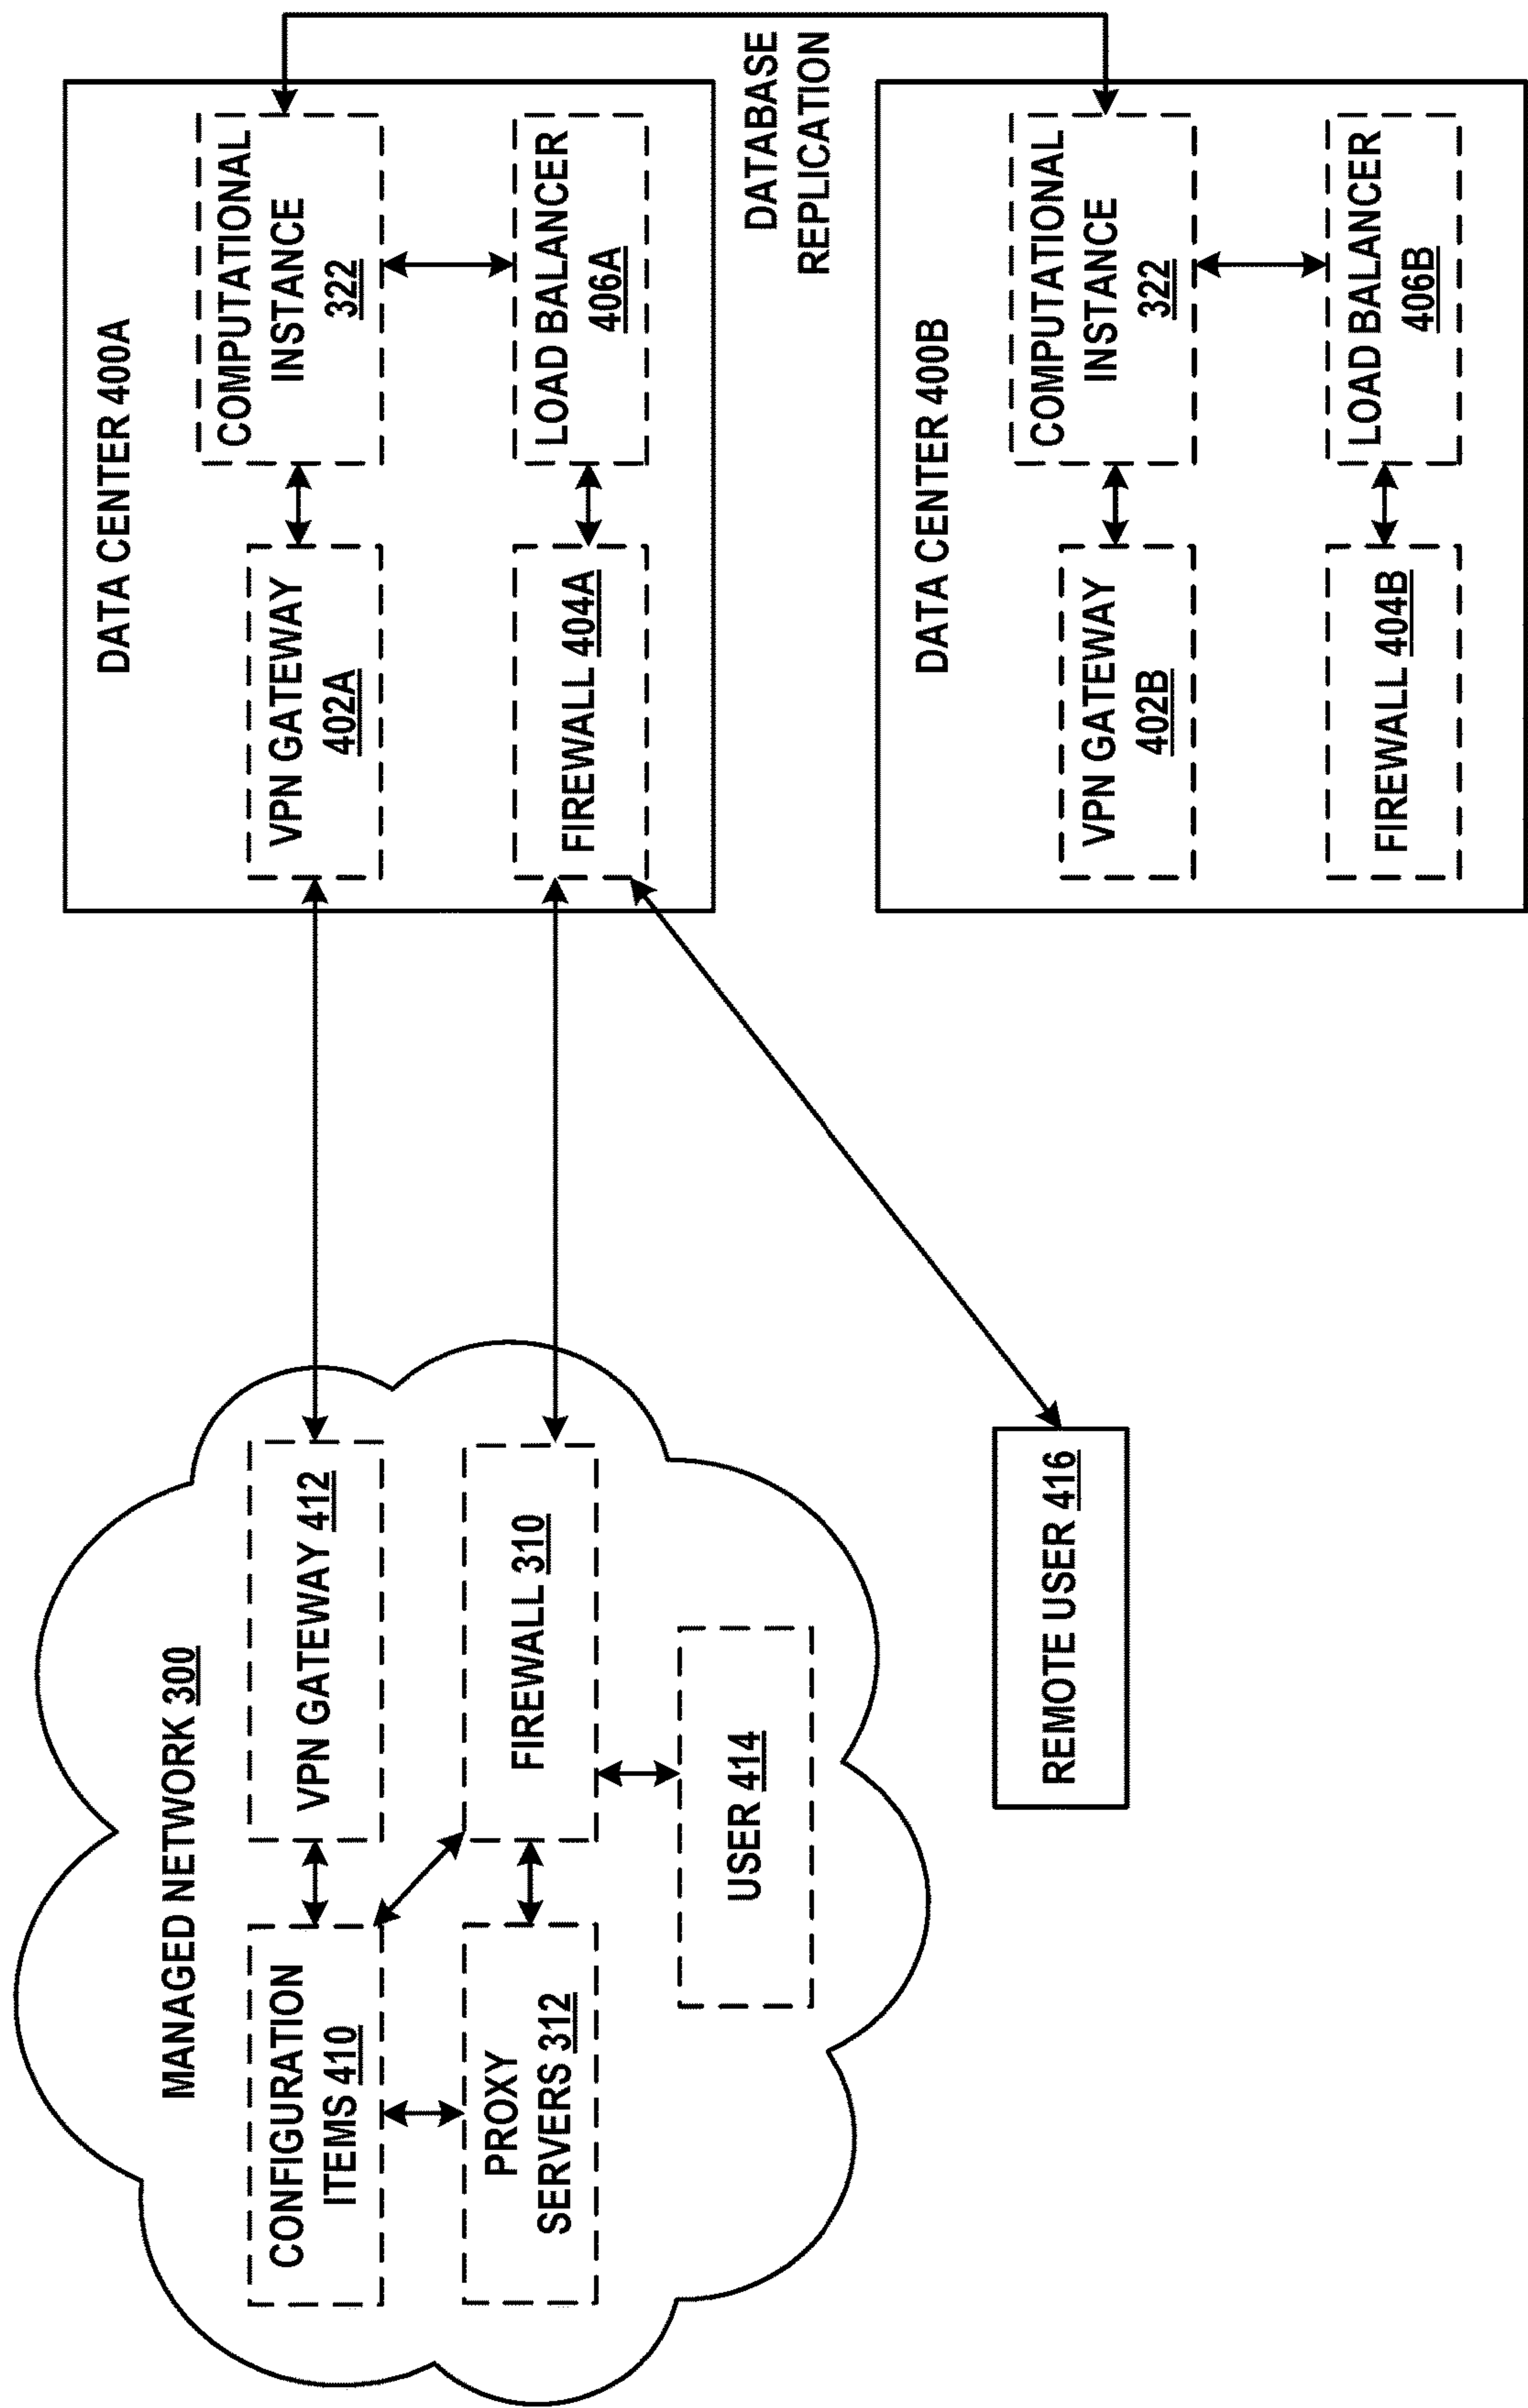 MANAGED NETWORK 300
CONFIGURATION
ITEMS 410
VPN GATEWAY 412
PROXY
SERVERS 312
FIREWALL 310
USER 414
REMOTE USER 416
DATA CENTER 400A
VPN GATEWAY
402A
COMPUTATIONAL
INSTANCE
322
FIREWALL 404A
LOAD BALANCER
406A
DATABASE
REPLICATION
DATA CENTER 400B
VPN GATEWAY
402B
COMPUTATIONAL
INSTANCE
322
FIREWALL 404B
LOAD BALANCER
406B